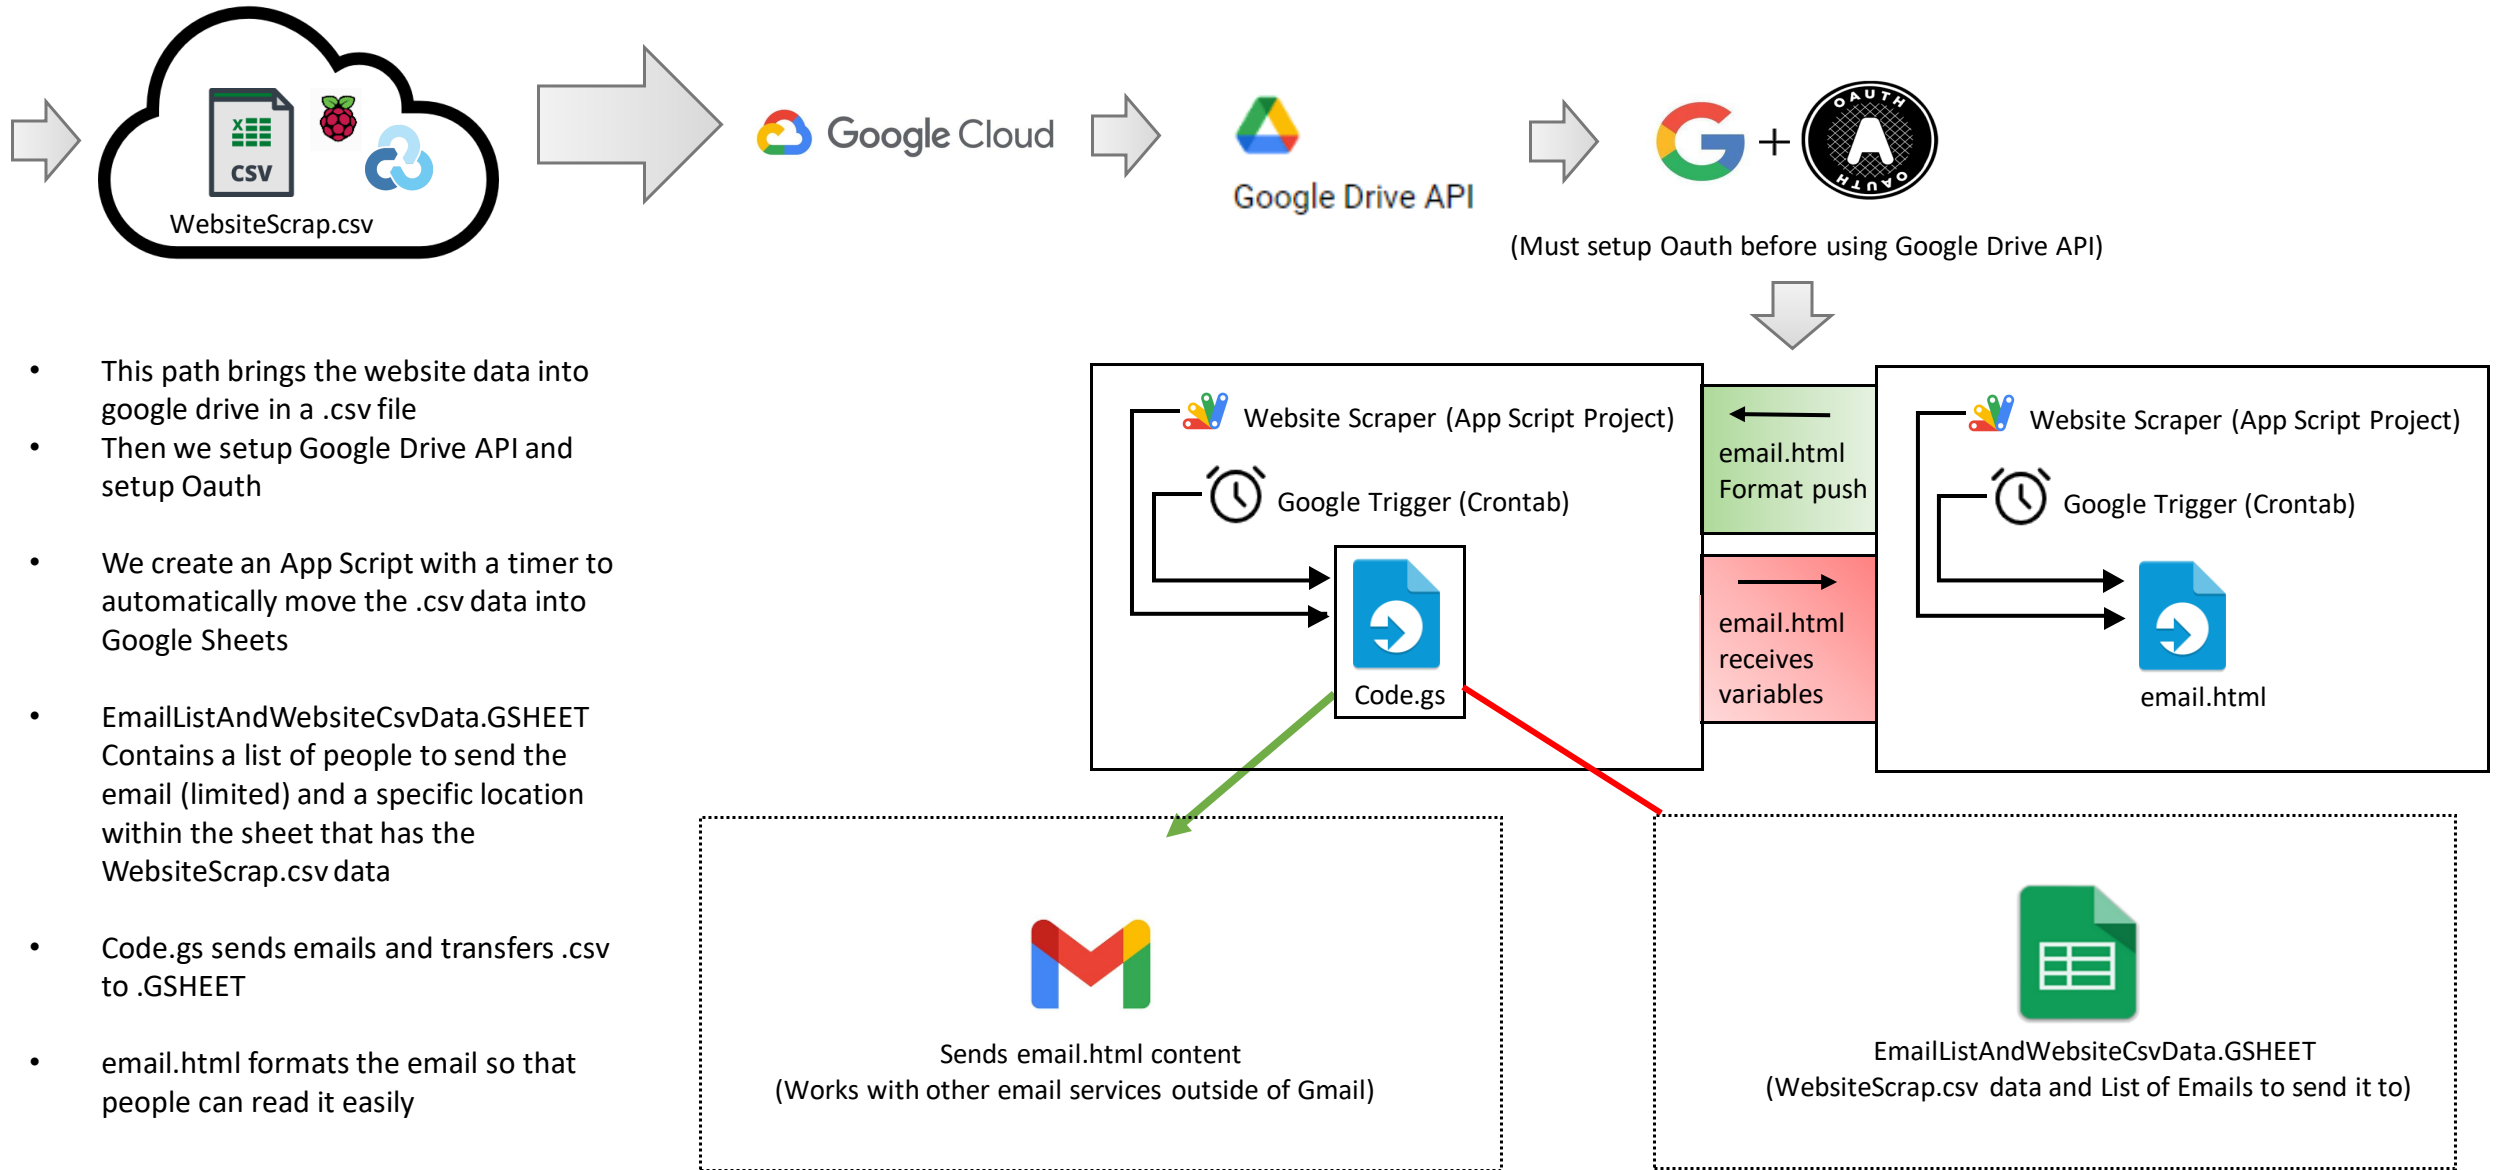 CSV
WebsiteScrap.csv
Google Cloud
Google Drive API
+
OAUTH
A
OAUTH
(Must setup Oauth before using Google Drive API)
• This path brings the website data into
google drive in a .csv file
• Then we setup Google Drive API and
setup Oauth
• We create an App Script with a timer to
automatically move the .csv data into
Google Sheets
• EmailListAndWebsiteCsvData.GSHEET
Contains a list of people to send the
email (limited) and a specific location
within the sheet that has the
WebsiteScrap.csv data
• Code.gs sends emails and transfers .csv
to .GSHEET
• email.html formats the email so that
people can read it easily
Website Scraper (App Script Project)
Google Trigger (Crontab)
Code.gs
email.html
Format push
email.html
receives
variables
Website Scraper (App Script Project)
Google Trigger (Crontab)
email.html
Sends email.html content
(Works with other email services outside of Gmail)
EmailListAndWebsiteCsvData.GSHEET
(WebsiteScrap.csv data and List of Emails to send it to)